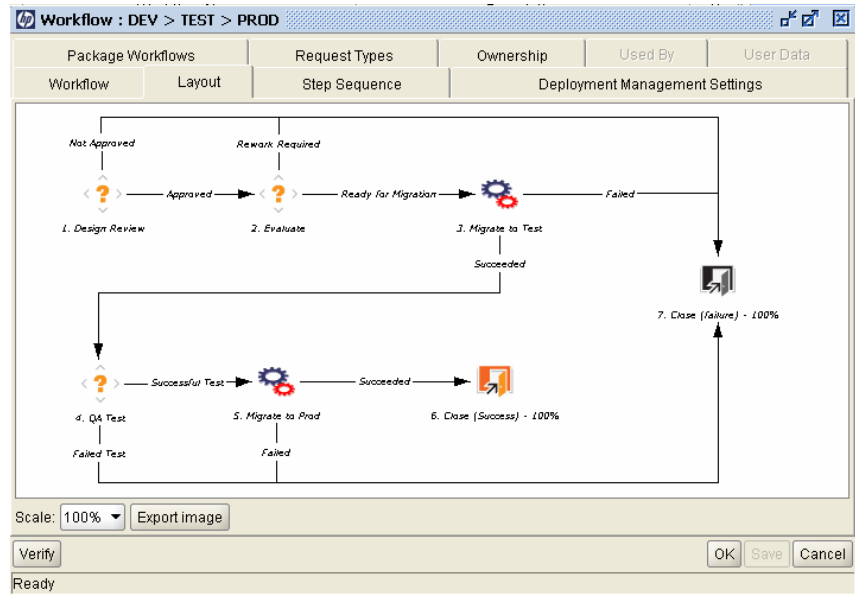 Workflow : DEV > TEST > PROD
Package Workflows Request Types Ownership Used By User Data
Workflow Layout Step Sequence Deployment Management Settings
Not Approved Rework Required
Approved Ready for Migration Failed
1. Design Review 2. Evaluate 3. Migrate to Test
Succeeded
7. Close (failure) - 100%
Successful Test Succeeded
4. QA Test 5. Migrate to Prod 6. Close (Success) - 100%
Failed Test Failed
Scale: 100% Export image
Verify OK Save Cancel
Ready